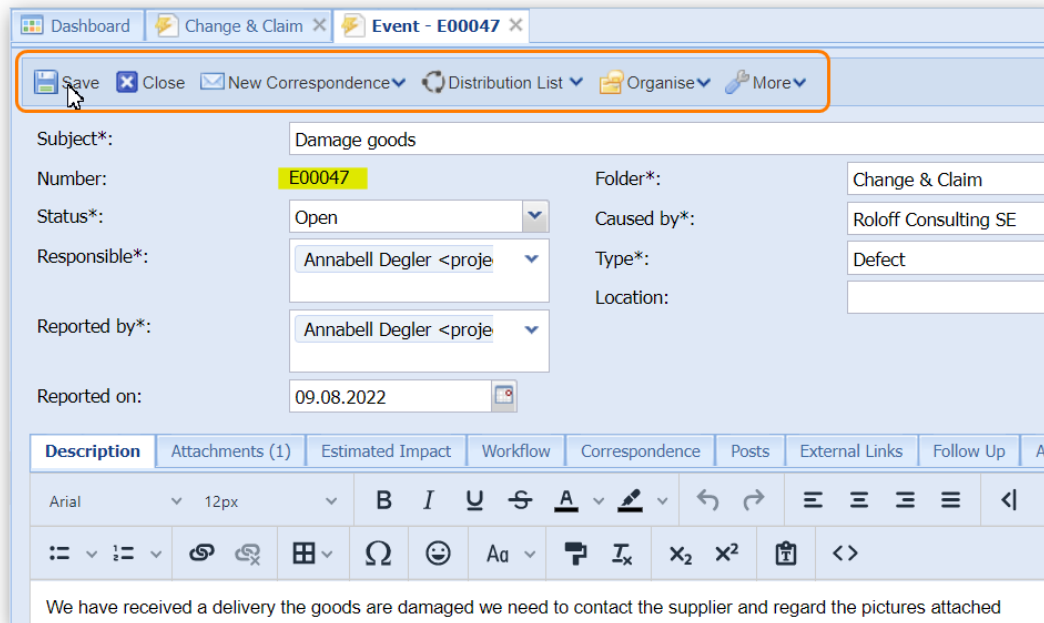 Dashboard Change & Claim Event - E00047
Save Close New Correspondence Distribution List Organise More
Subject*: Damage goods
Number: E00047 Folder*: Change & Claim
Status*: Open Caused by*: Roloff Consulting SE
Responsible*: Annabell Degler <proje Type*: Defect
Location:
Reported by*: Annabell Degler <proje
Reported on: 09.08.2022
Description Attachments (1) Estimated Impact Workflow Correspondence Posts External Links Follow Up A
Arial 12px B I U S A
Ω Aa Tx X₂ X² T <>
We have received a delivery the goods are damaged we need to contact the supplier and regard the pictures attached